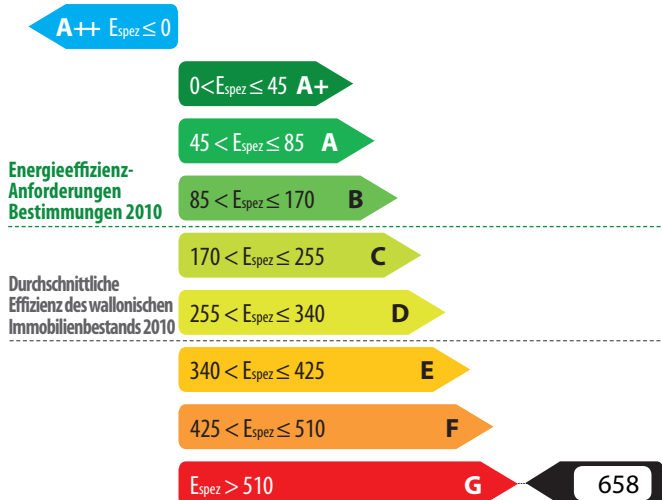 A++ Espez ≤ 0
0<Espez ≤ 45 A+
45 < Espez ≤ 85 A
Energieeffizienz-
Anforderungen
Bestimmungen 2010
85 < Espez ≤ 170 B
170 < Espez ≤ 255 C
Durchschnittliche
Effizienz des wallonischen
Immobilienbestands 2010
255 < Espez ≤ 340 D
340 < Espez ≤ 425 E
425 < Espez ≤ 510 F
Espez > 510 G
658